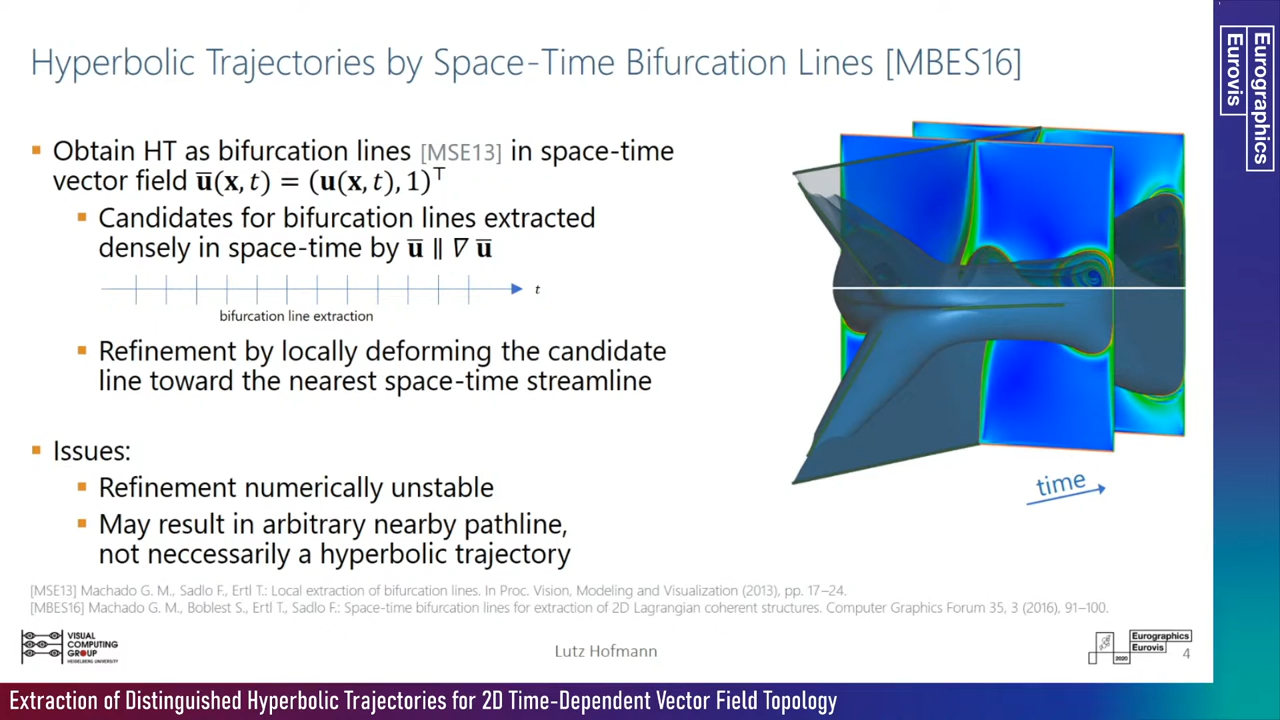 Hyperbolic Trajectories by Space-Time Bifurcation Lines [MBES16]
Obtain HT as bifurcation lines [MSE13] in space-time
vector field ū(x, t) = (u(x, t), 1)⊤
Candidates for bifurcation lines extracted
densely in space-time by ū ∥ ∇ ū
t
bifurcation line extraction
Refinement by locally deforming the candidate
line toward the nearest space-time streamline
Issues:
Refinement numerically unstable
May result in arbitrary nearby pathline,
not neccessarily a hyperbolic trajectory
time
[MSE13] Machado G. M., Sadlo F., Ertl T.: Local extraction of bifurcation lines. In Proc. Vision, Modeling and Visualization (2013), pp. 17–24.
[MBES16] Machado G. M., Boblest S., Ertl T., Sadlo F.: Space-time bifurcation lines for extraction of 2D Lagrangian coherent structures. Computer Graphics Forum 35, 3 (2016), 91–100.
VISUAL
COMPUTING
GROUP
HEIDELBERG UNIVERSITY
Lutz Hofmann
2020
Eurographics
Eurovis
4
Eurographics
Eurovis
Extraction of Distinguished Hyperbolic Trajectories for 2D Time-Dependent Vector Field Topology